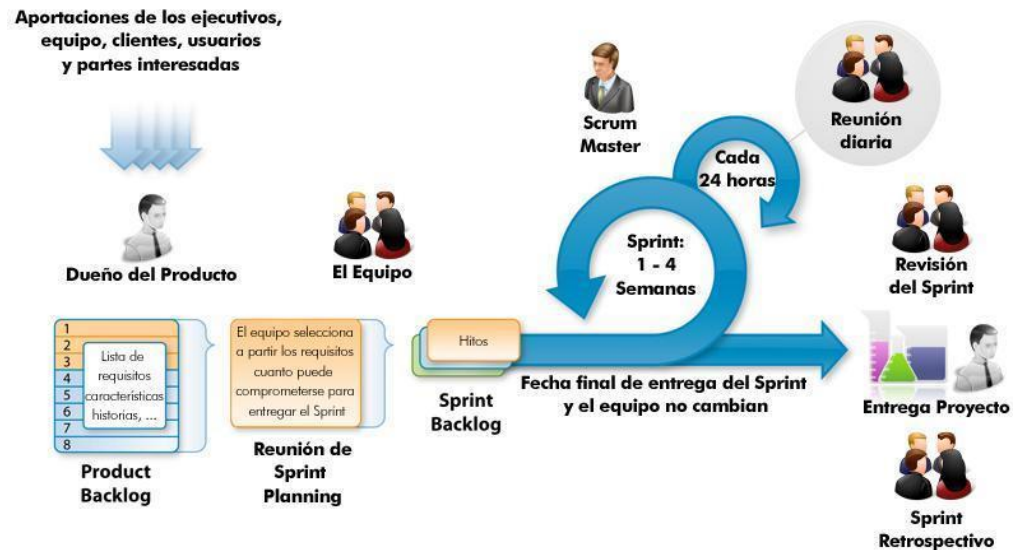 Aportaciones de los ejecutivos,
equipo, clientes, usuarios
y partes interesadas
Dueño del Producto
El Equipo
Scrum
Master
Cada
24 horas
Reunión
diaria
Sprint:
1 - 4
Semanas
Revisión
del Sprint
1
2
3
4
5
6
7
8
Lista de
requisitos
características
historias, ...
Product
Backlog
El equipo selecciona
a partir los requisitos
cuanto puede
comprometerse para
entregar el Sprint
Reunión de
Sprint
Planning
Hitos
Sprint
Backlog
Fecha final de entrega del Sprint
y el equipo no cambian
Entrega Proyecto
Sprint
Retrospectivo